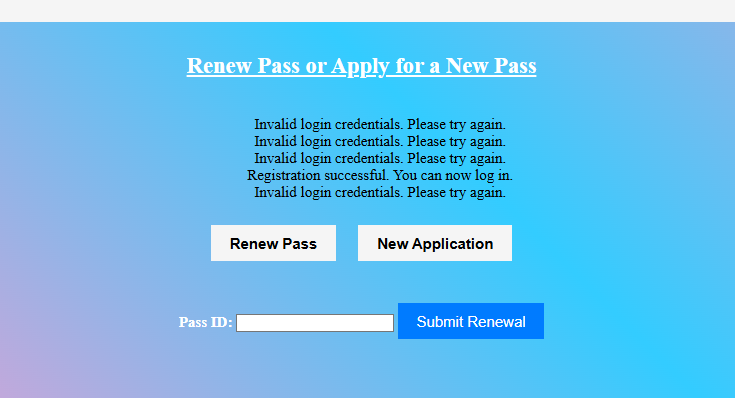 Renew Pass or Apply for a New Pass
Invalid login credentials. Please try again.
Invalid login credentials. Please try again.
Invalid login credentials. Please try again.
Registration successful. You can now log in.
Invalid login credentials. Please try again.
Renew Pass New Application
Pass ID: Submit Renewal